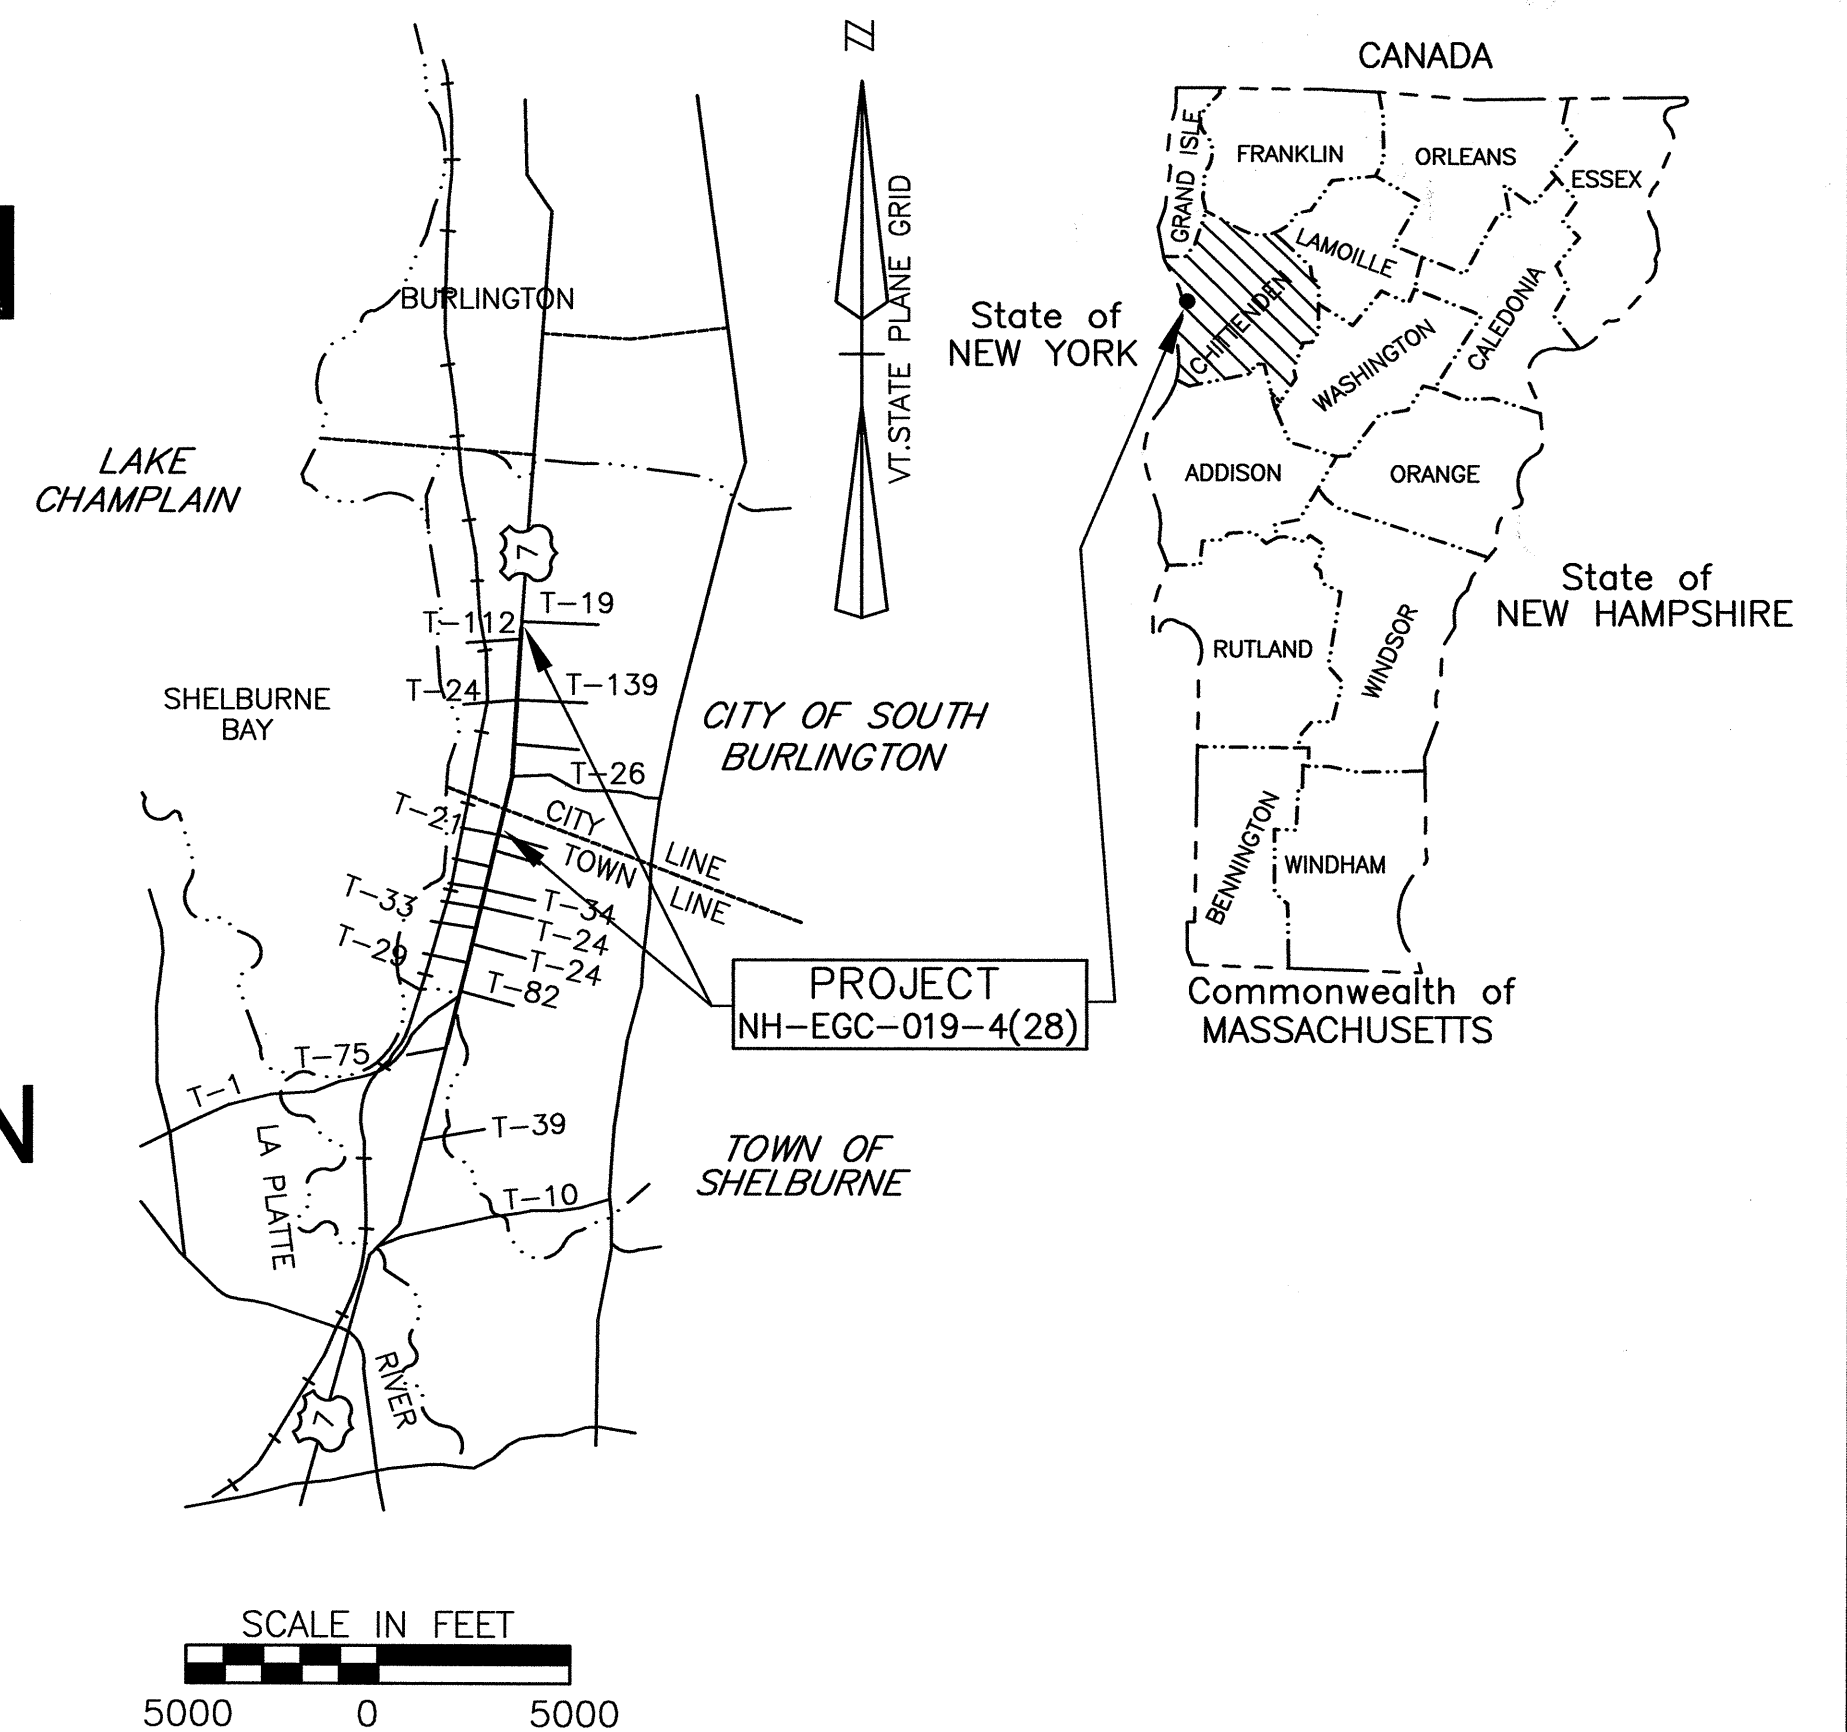 CANADA
GRAND ISLE
FRANKLIN
ORLEANS
ESSEX
LAMOILLE
CHITTENDEN
CALEDONIA
WASHINGTON
State of
NEW YORK
ADDISON
ORANGE
State of
NEW HAMPSHIRE
RUTLAND
WINDSOR
BENNINGTON
WINDHAM
Commonwealth of
MASSACHUSETTS
N
VT.STATE PLANE GRID
BURLINGTON
LAKE
CHAMPLAIN
7
T-19
T-112
T-24
T-139
SHELBURNE
BAY
CITY OF SOUTH
BURLINGTON
T-26
T-21
CITY LINE
TOWN LINE
T-33
T-34
T-24
T-29
T-24
T-82
PROJECT
NH-EGC-019-4(28)
T-75
T-1
T-39
LA PLATTE
TOWN OF
SHELBURNE
T-10
RIVER
7
SCALE IN FEET
5000 0 5000
N